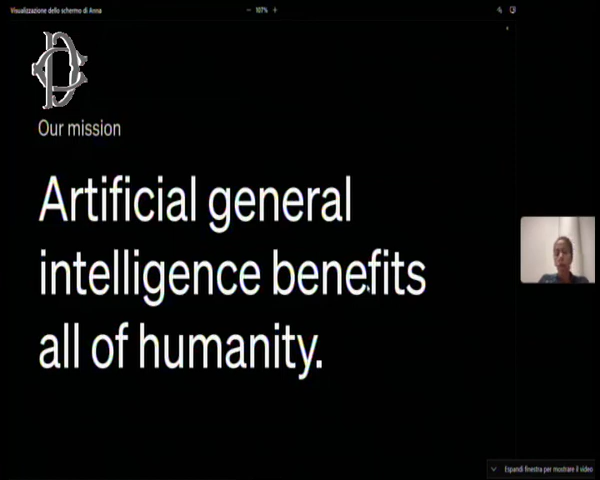 Visualizzazione dello schermo di Anna
107%
Our mission
Artificial general
intelligence benefits
all of humanity.
Espandi finestra per mostrare il video